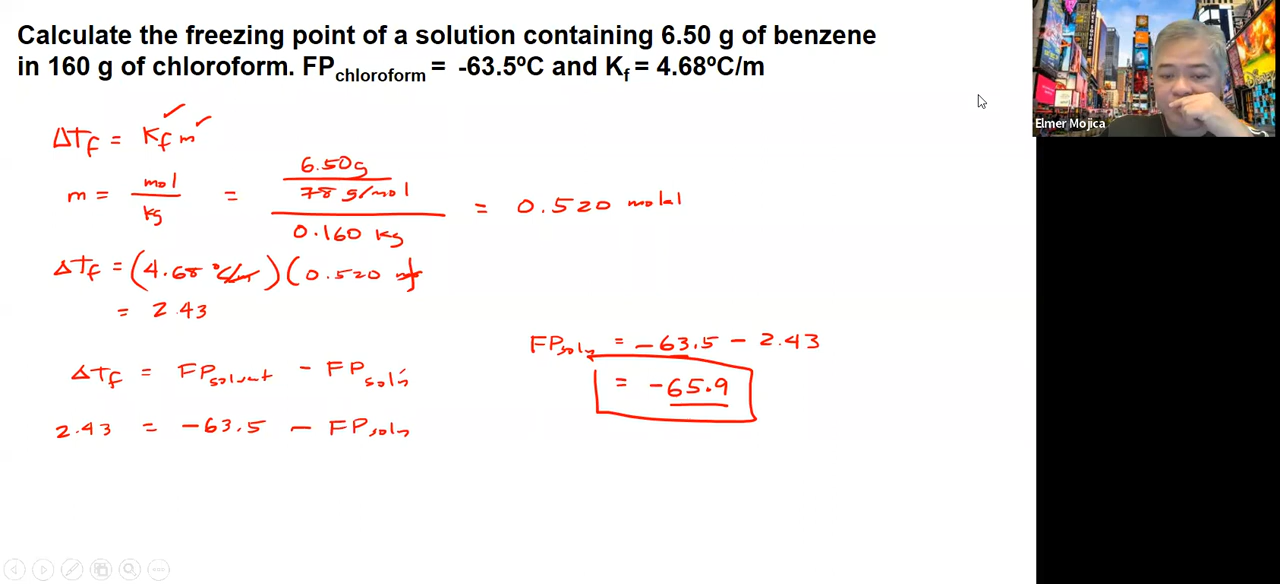 Calculate the freezing point of a solution containing 6.50 g of benzene
in 160 g of chloroform. FPchloroform = -63.5ºC and Kf = 4.68ºC/m
ΔTf = Kf m
m = mol/kg = (6.50g / 78 g/mol) / 0.160 kg = 0.520 molal
ΔTf = (4.68 °C/m) (0.520 m)
= 2.43
ΔTf = FPsolvent - FPsol'n
2.43 = -63.5 - FPsoln
FPsoln = -63.5 - 2.43
= -65.9
Elmer Mojica